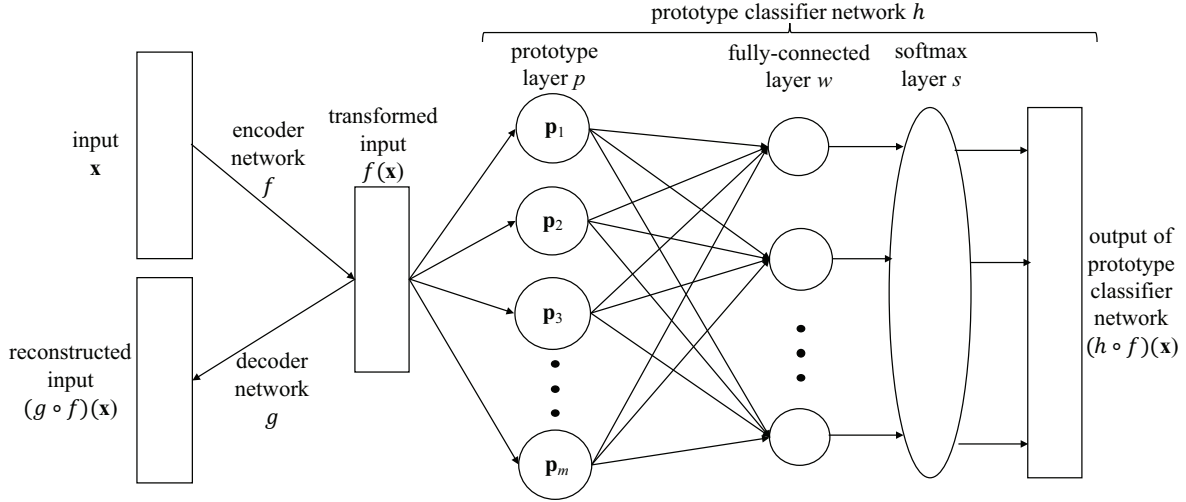 prototype classifier network h
prototype
layer p
fully-connected
layer w
softmax
layer s
input
x
encoder
network
f
transformed
input
f(x)
p₁
p₂
p₃
pₘ
reconstructed
input
(g ∘ f)(x)
decoder
network
g
output of
prototype
classifier
network
(h ∘ f)(x)